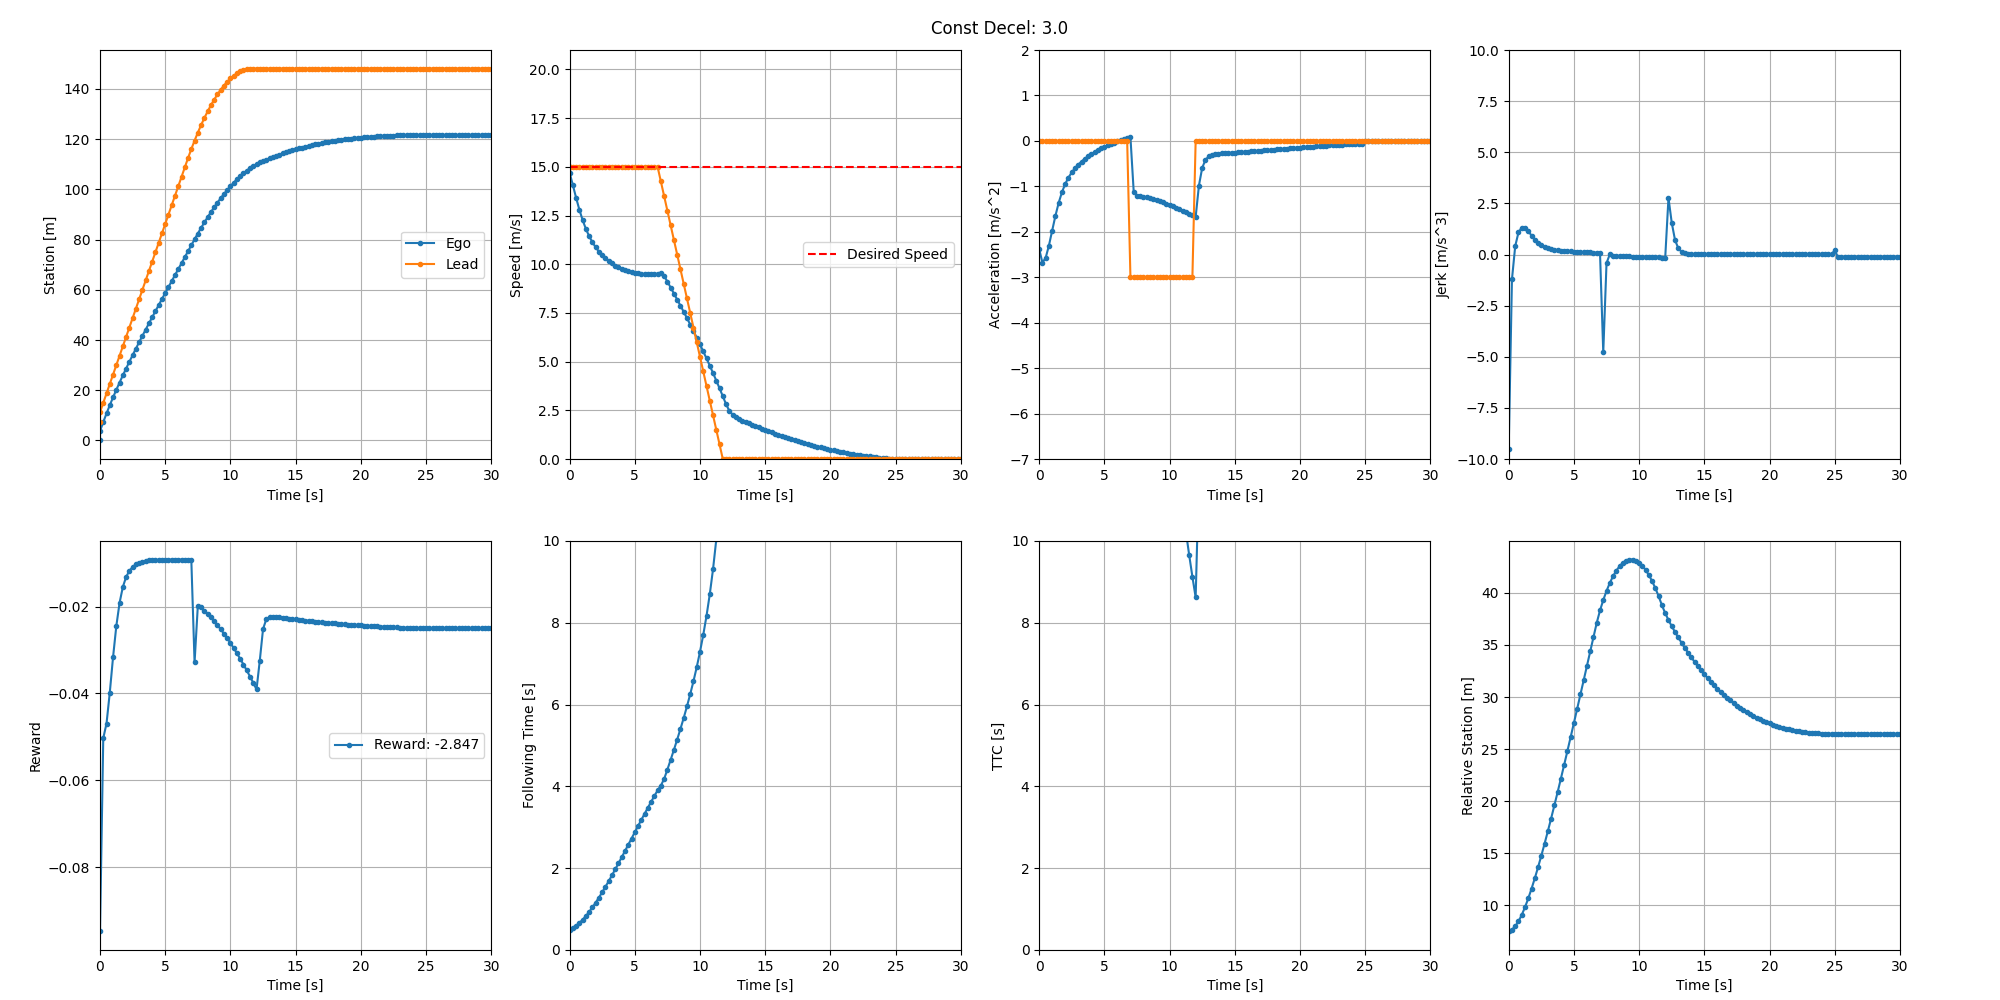 Const Decel: 3.0
Station [m]
140
120
100
80
60
40
20
0
Ego
Lead
0 5 10 15 20 25 30
Time [s]
Speed [m/s]
20.0
17.5
15.0
12.5
10.0
7.5
5.0
2.5
0.0
Desired Speed
0 5 10 15 20 25 30
Time [s]
Acceleration [m/s^2]
2
1
0
−1
−2
−3
−4
−5
−6
−7
0 5 10 15 20 25 30
Time [s]
Jerk [m/s^3]
10.0
7.5
5.0
2.5
0.0
−2.5
−5.0
−7.5
−10.0
0 5 10 15 20 25 30
Time [s]
Reward
−0.02
−0.04
−0.06
−0.08
Reward: -2.847
0 5 10 15 20 25 30
Time [s]
Following Time [s]
10
8
6
4
2
0
0 5 10 15 20 25 30
Time [s]
TTC [s]
10
8
6
4
2
0
0 5 10 15 20 25 30
Time [s]
Relative Station [m]
40
35
30
25
20
15
10
0 5 10 15 20 25 30
Time [s]